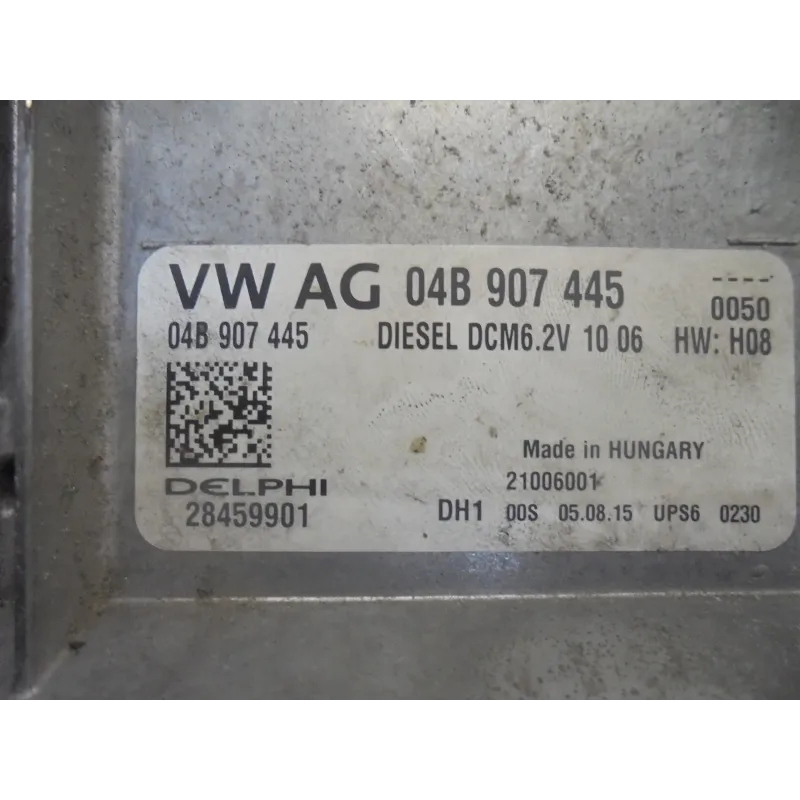 VW AG 04B 907 445 ----
0050
04B 907 445 DIESEL DCM6.2V 10 06 HW: H08
Made in HUNGARY
DELPHI 21006001
28459901 DH1 00S 05.08.15 UPS6 0230